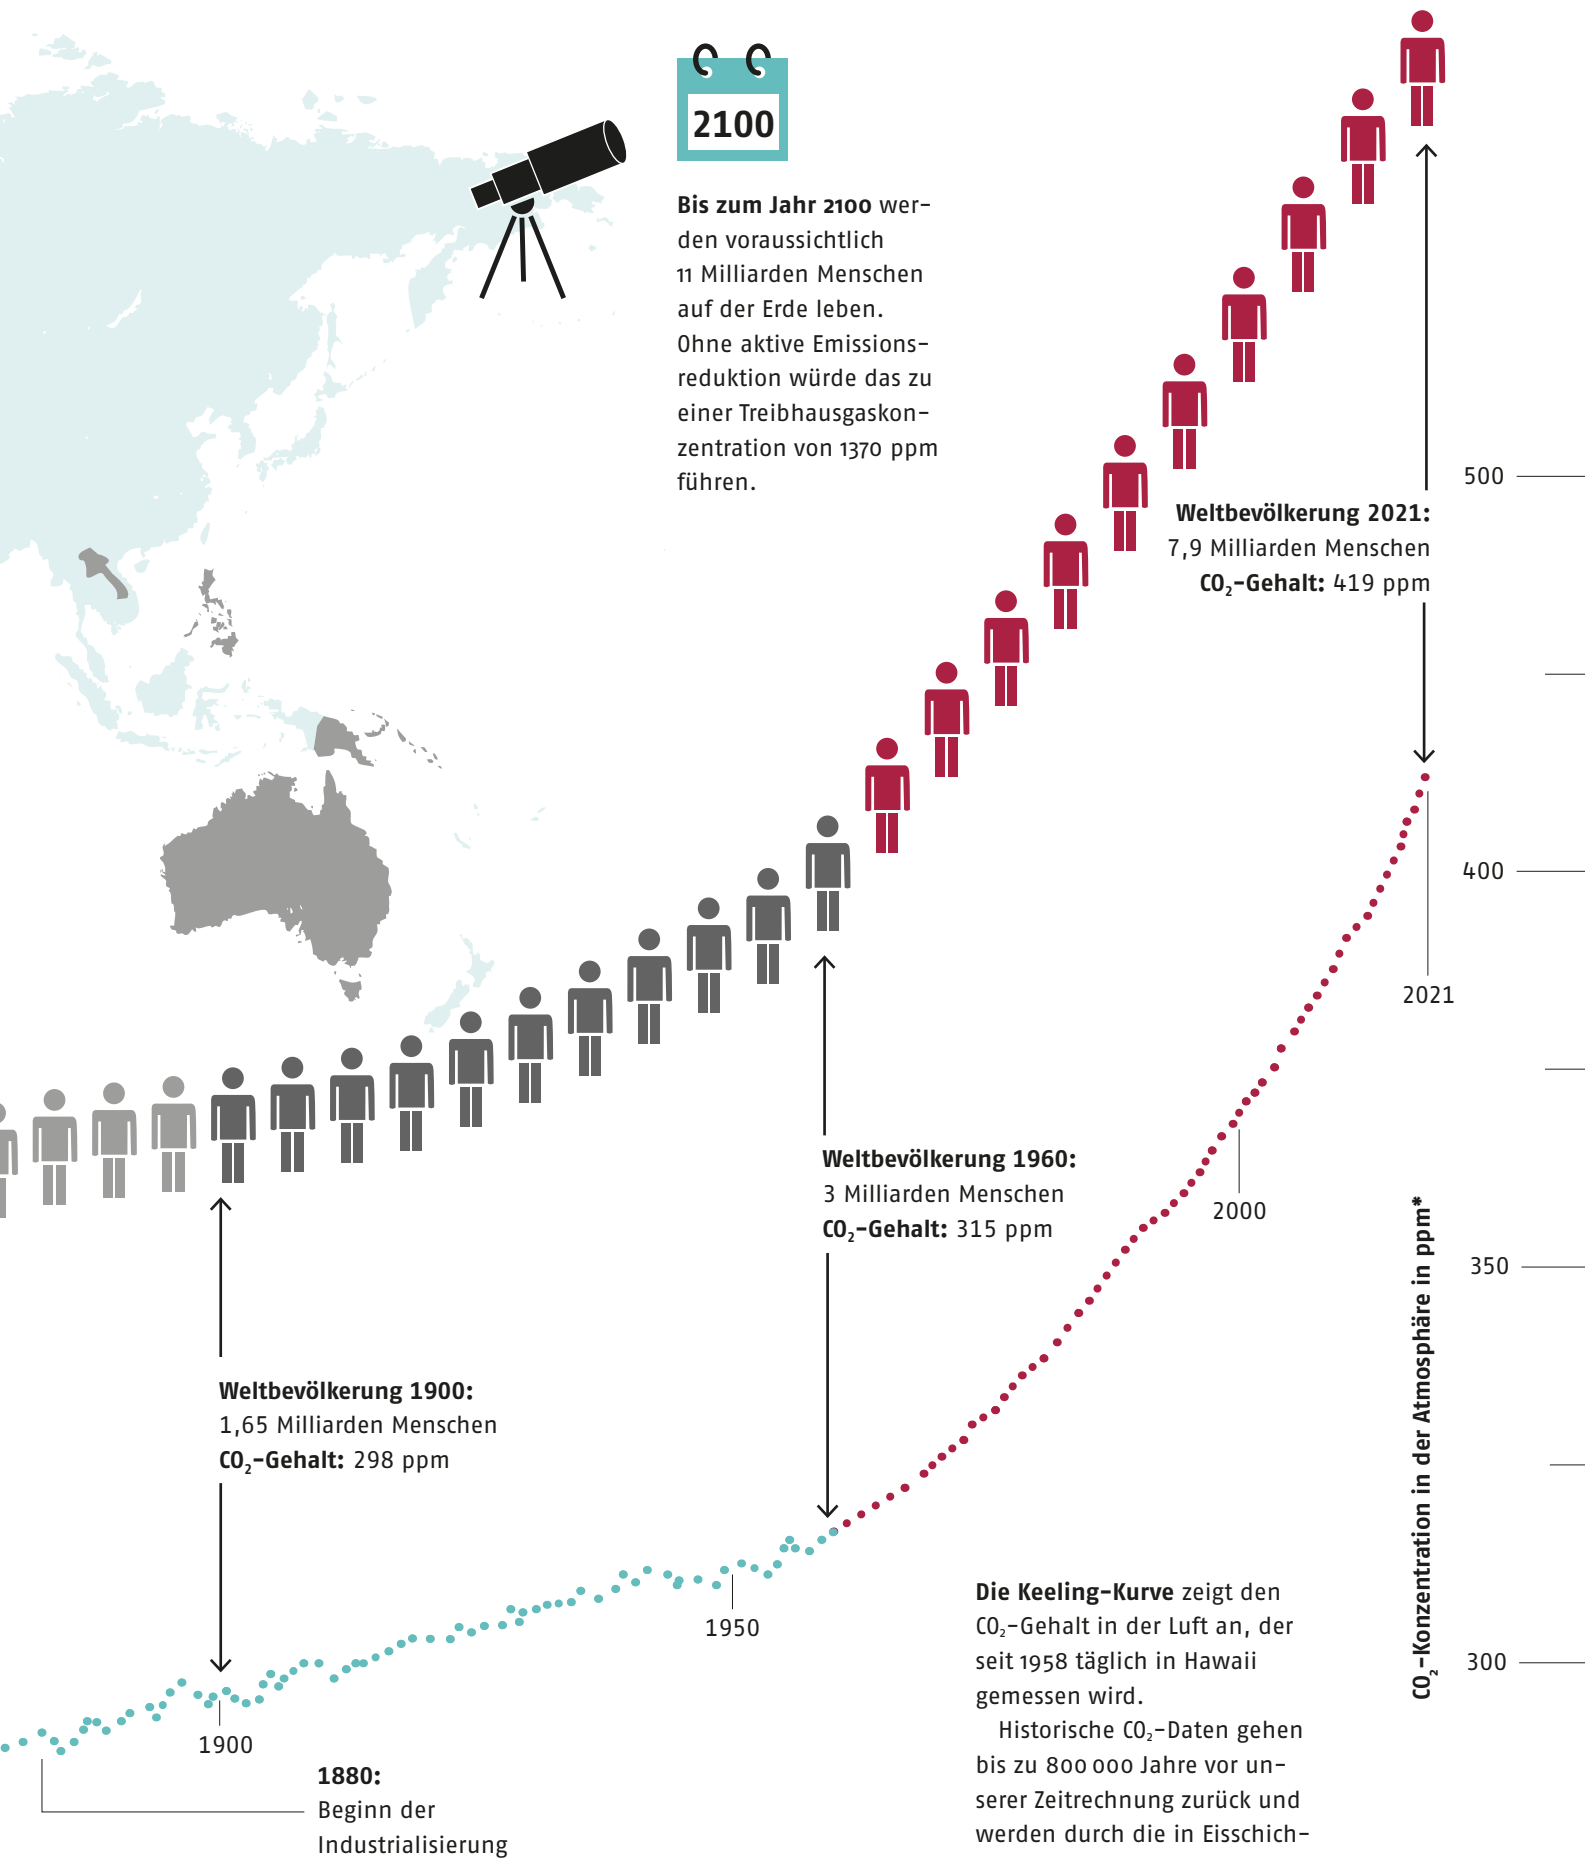 2100
Bis zum Jahr 2100 wer-
den voraussichtlich
11 Milliarden Menschen
auf der Erde leben.
Ohne aktive Emissions-
reduktion würde das zu
einer Treibhausgaskon-
zentration von 1370 ppm
führen.
500
Weltbevölkerung 2021:
7,9 Milliarden Menschen
CO₂-Gehalt: 419 ppm
400
2021
Weltbevölkerung 1960:
3 Milliarden Menschen
CO₂-Gehalt: 315 ppm
2000
350
CO₂-Konzentration in der Atmosphäre in ppm*
Weltbevölkerung 1900:
1,65 Milliarden Menschen
CO₂-Gehalt: 298 ppm
1950
300
1900
1880:
Beginn der
Industrialisierung
Die Keeling-Kurve zeigt den
CO₂-Gehalt in der Luft an, der
seit 1958 täglich in Hawaii
gemessen wird.
Historische CO₂-Daten gehen
bis zu 800 000 Jahre vor un-
serer Zeitrechnung zurück und
werden durch die in Eisschich-